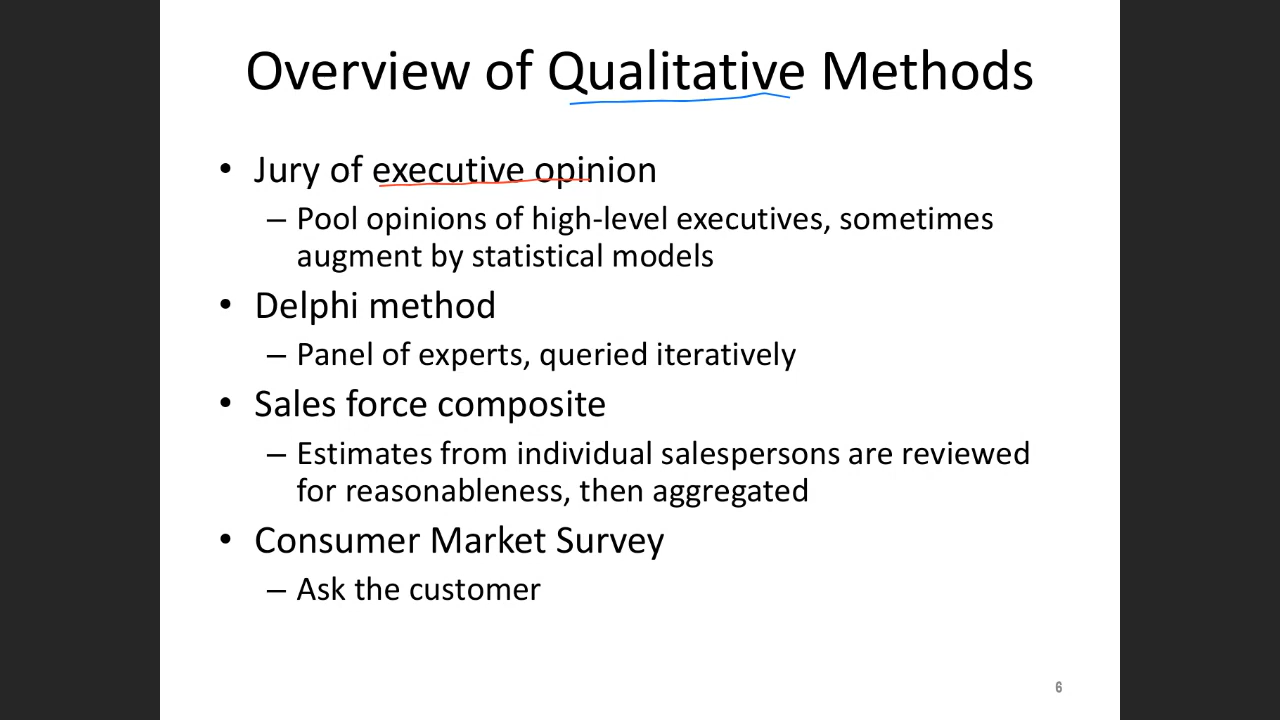 Overview of Qualitative Methods
• Jury of executive opinion
– Pool opinions of high-level executives, sometimes
augment by statistical models
• Delphi method
– Panel of experts, queried iteratively
• Sales force composite
– Estimates from individual salespersons are reviewed
for reasonableness, then aggregated
• Consumer Market Survey
– Ask the customer
6